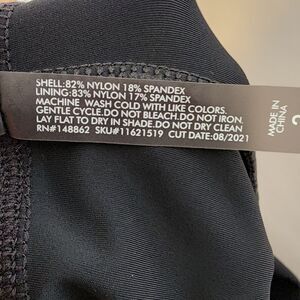 SHELL:82% NYLON 18% SPANDEX
LINING:83% NYLON 17% SPANDEX
MACHINE WASH COLD WITH LIKE COLORS.
GENTLE CYCLE.DO NOT BLEACH.DO NOT IRON.
LAY FLAT TO DRY IN SHADE.DO NOT DRY CLEAN
RN#148862 SKU#11621519 CUT DATE:08/2021
MADE IN
CHINA